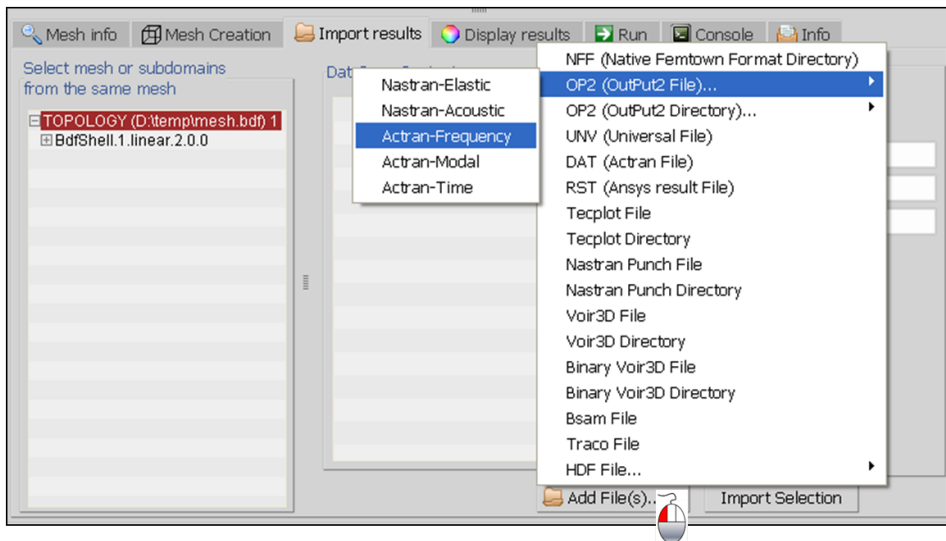 Mesh info
Mesh Creation
Import results
Display results
Run
Console
Info
Select mesh or subdomains
from the same mesh
TOPOLOGY (D:\temp\mesh.bdf) 1
BdfShell.1.linear.2.0.0
Nastran-Elastic
Nastran-Acoustic
Actran-Frequency
Actran-Modal
Actran-Time
NFF (Native Femtown Format Directory)
OP2 (OutPut2 File)...
OP2 (OutPut2 Directory)...
UNV (Universal File)
DAT (Actran File)
RST (Ansys result File)
Tecplot File
Tecplot Directory
Nastran Punch File
Nastran Punch Directory
Voir3D File
Voir3D Directory
Binary Voir3D File
Binary Voir3D Directory
Bsam File
Traco File
HDF File...
Add File(s)...
Import Selection